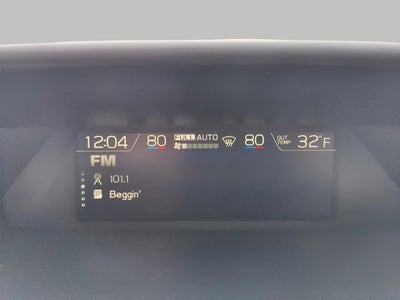 12:04 80 FULL AUTO 80 OUT TEMP 32°F
FM
101.1
Beggin'